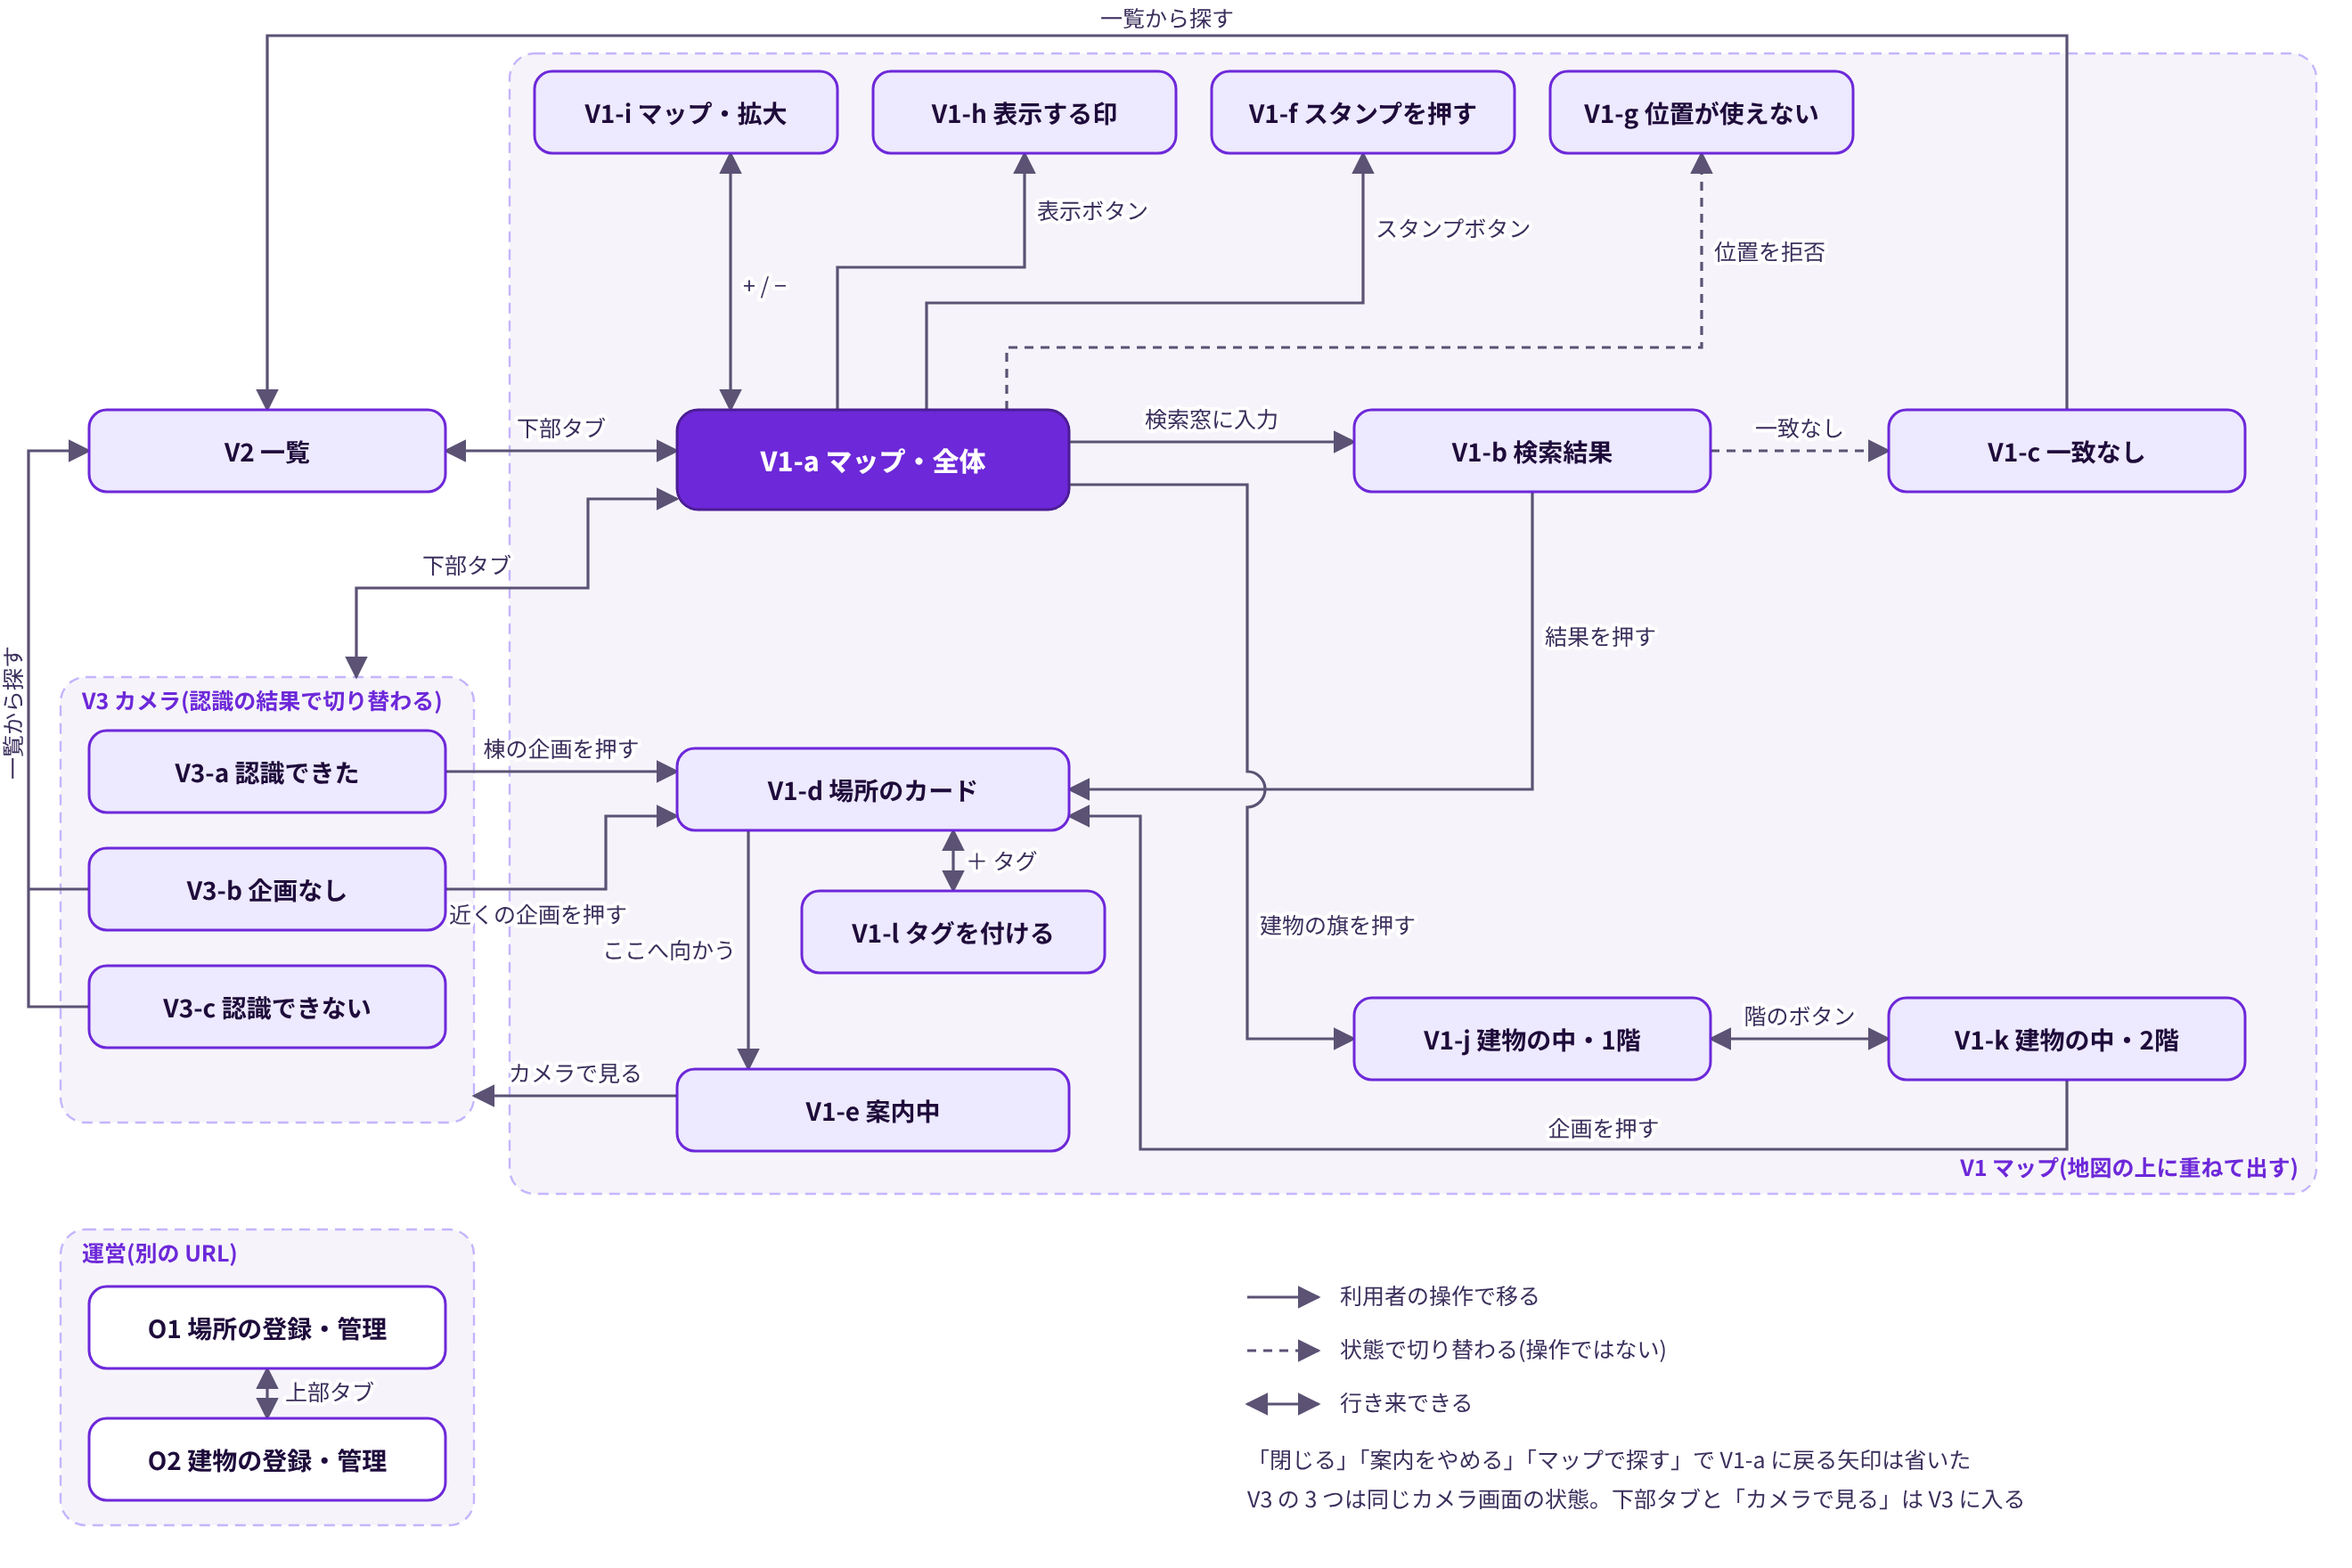 一覧から探す
V1-i マップ・拡大
V1-h 表示する印
V1-f スタンプを押す
V1-g 位置が使えない
表示ボタン
スタンプボタン
位置を拒否
+ / −
V2 一覧
下部タブ
V1-a マップ・全体
検索窓に入力
V1-b 検索結果
一致なし
V1-c 一致なし
下部タブ
結果を押す
一覧から探す
V3 カメラ(認識の結果で切り替わる)
V3-a 認識できた
棟の企画を押す
V1-d 場所のカード
V3-b 企画なし
近くの企画を押す
＋ タグ
V1-l タグを付ける
ここへ向かう
建物の旗を押す
V3-c 認識できない
カメラで見る
V1-e 案内中
V1-j 建物の中・1階
階のボタン
V1-k 建物の中・2階
企画を押す
V1 マップ(地図の上に重ねて出す)
運営(別の URL)
O1 場所の登録・管理
上部タブ
O2 建物の登録・管理
利用者の操作で移る
状態で切り替わる(操作ではない)
行き来できる
「閉じる」「案内をやめる」「マップで探す」で V1-a に戻る矢印は省いた
V3 の 3 つは同じカメラ画面の状態。下部タブと「カメラで見る」は V3 に入る